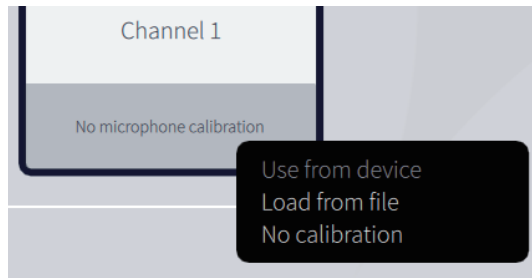 Channel 1
No microphone calibration
Use from device
Load from file
No calibration